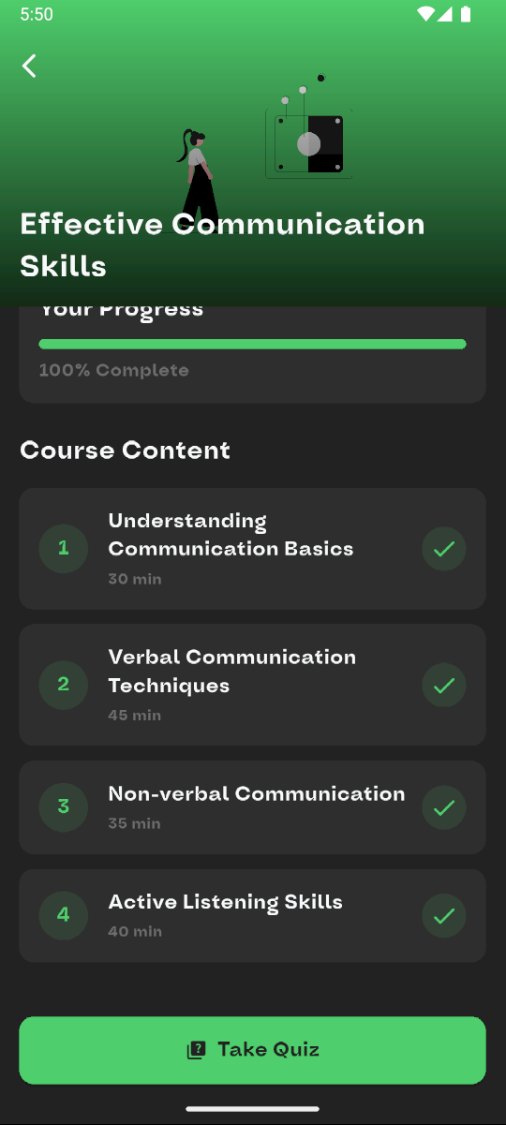 5:50
Effective Communication
Skills
Your Progress
100% Complete
Course Content
1
Understanding
Communication Basics
30 min
2
Verbal Communication
Techniques
45 min
3
Non-verbal Communication
35 min
4
Active Listening Skills
40 min
Take Quiz